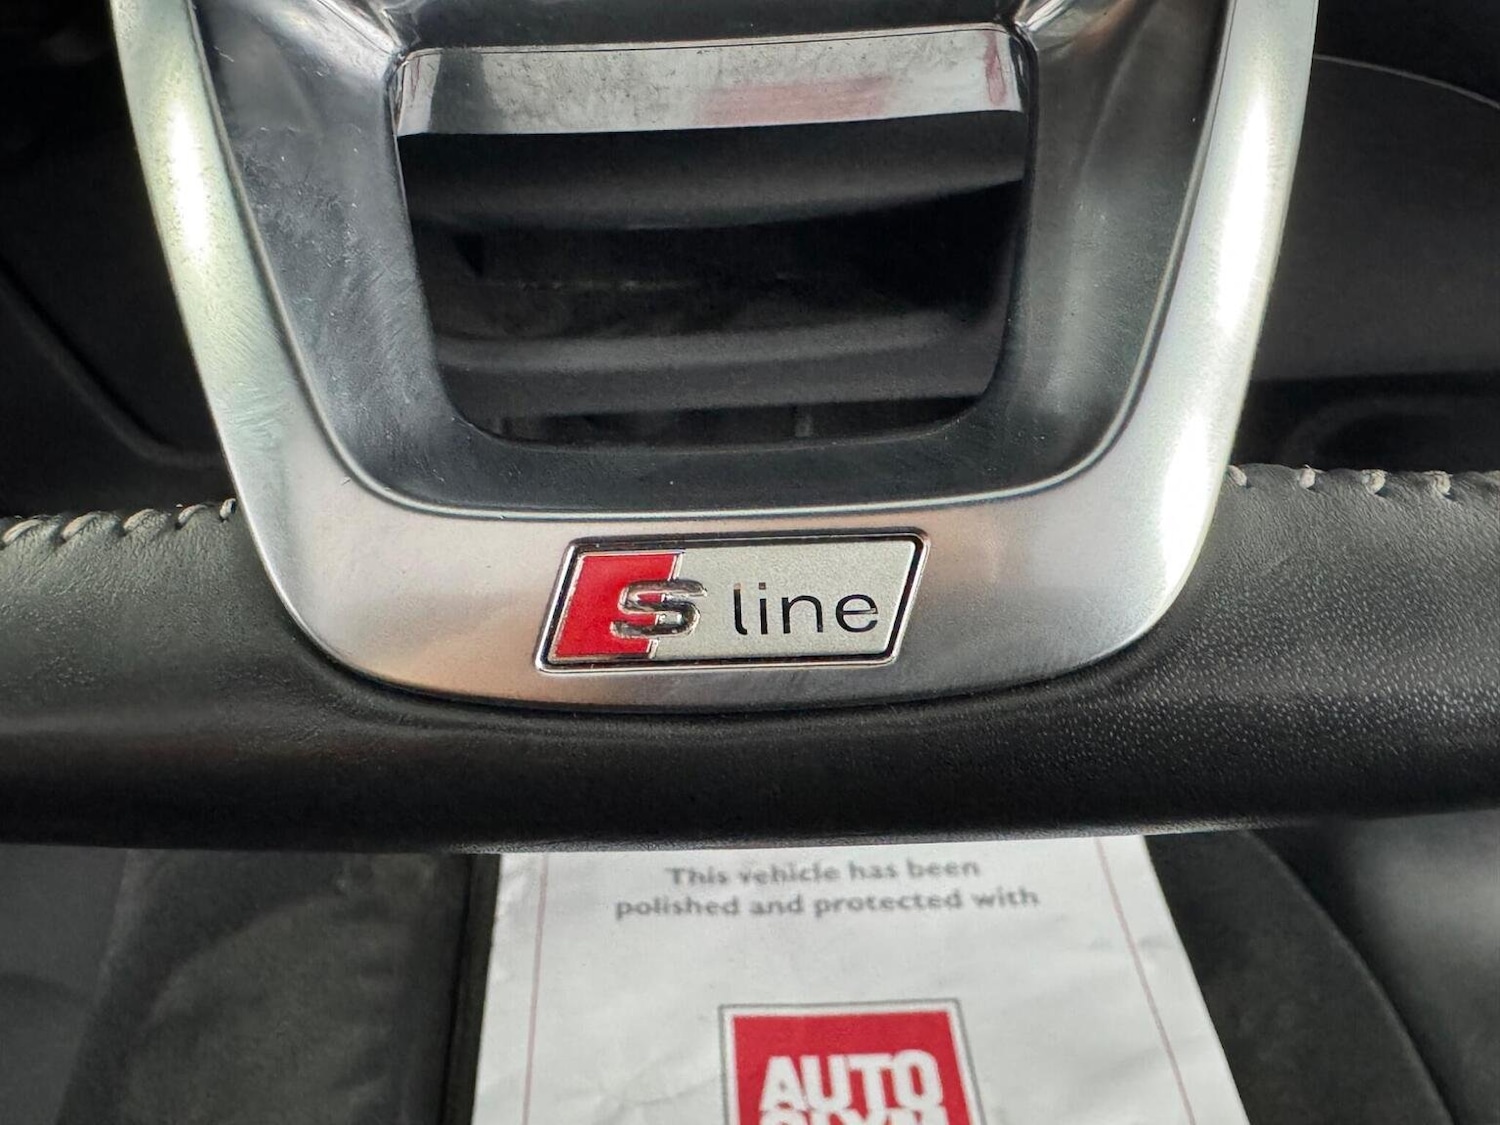 S line
This vehicle has been
polished and protected with
AUTO